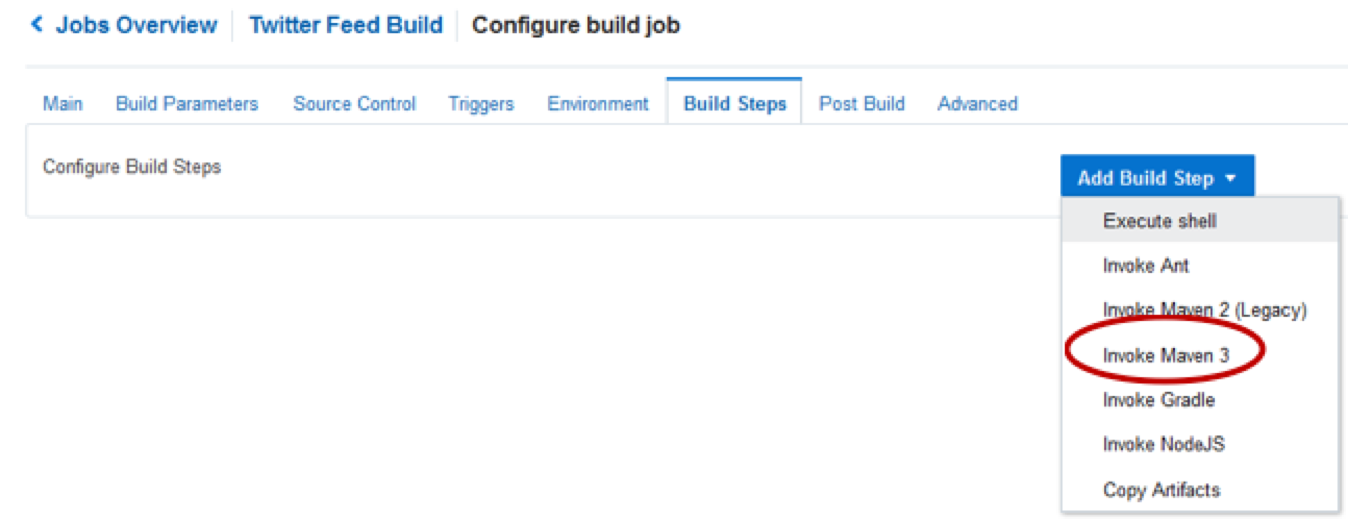 Jobs Overview Twitter Feed Build Configure build job
Main Build Parameters Source Control Triggers Environment Build Steps Post Build Advanced
Configure Build Steps
Add Build Step
Execute shell
Invoke Ant
Invoke Maven 2 (Legacy)
Invoke Maven 3
Invoke Gradle
Invoke NodeJS
Copy Artifacts